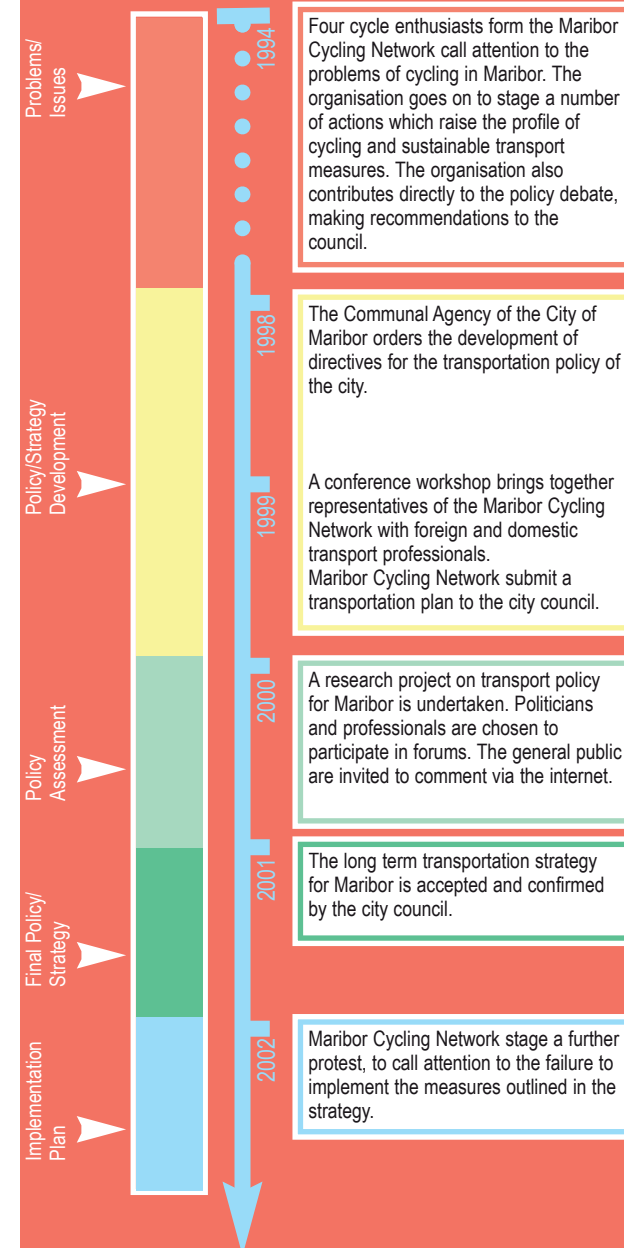 Problems/
Issues
1994
Four cycle enthusiasts form the Maribor
Cycling Network call attention to the
problems of cycling in Maribor. The
organisation goes on to stage a number
of actions which raise the profile of
cycling and sustainable transport
measures. The organisation also
contributes directly to the policy debate,
making recommendations to the
council.
Policy/Strategy
Development
1998
The Communal Agency of the City of
Maribor orders the development of
directives for the transportation policy of
the city.
1999
A conference workshop brings together
representatives of the Maribor Cycling
Network with foreign and domestic
transport professionals.
Maribor Cycling Network submit a
transportation plan to the city council.
Policy
Assessment
2000
A research project on transport policy
for Maribor is undertaken. Politicians
and professionals are chosen to
participate in forums. The general public
are invited to comment via the internet.
Final Policy/
Strategy
2001
The long term transportation strategy
for Maribor is accepted and confirmed
by the city council.
Implementation
Plan
2002
Maribor Cycling Network stage a further
protest, to call attention to the failure to
implement the measures outlined in the
strategy.